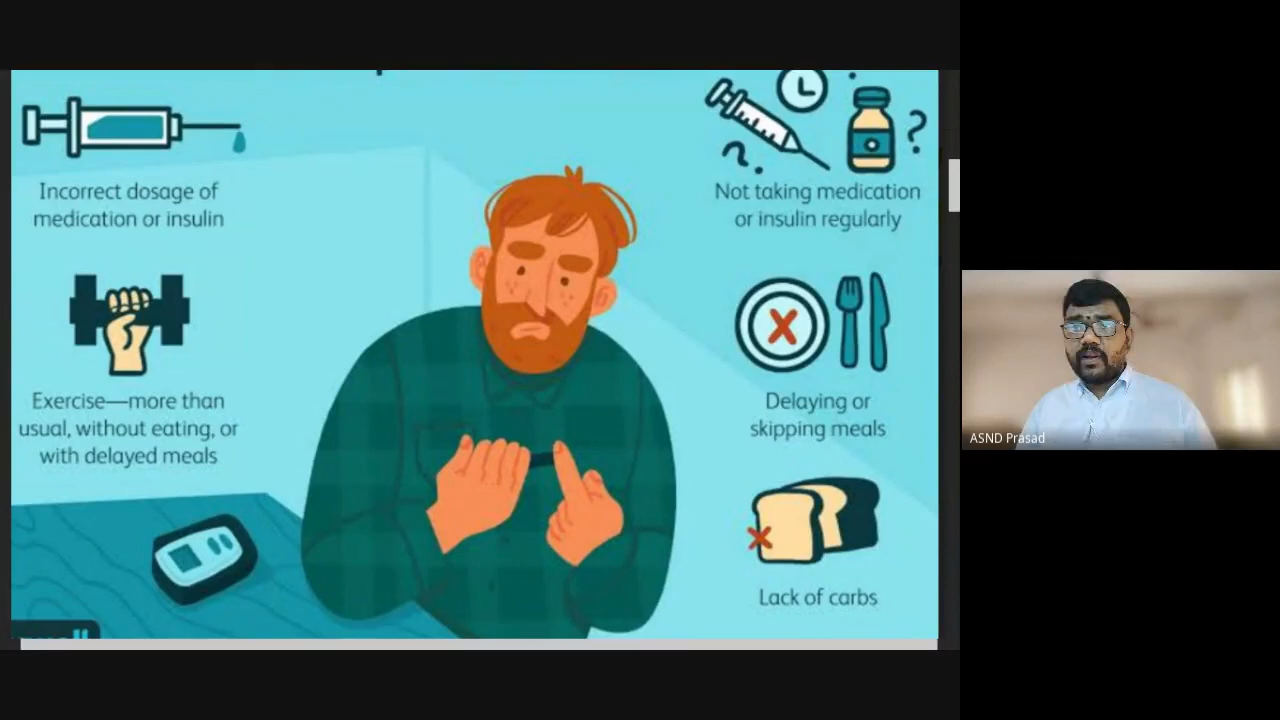 Incorrect dosage of
medication or insulin
Exercise—more than
usual, without eating, or
with delayed meals
Not taking medication
or insulin regularly
Delaying or
skipping meals
Lack of carbs
ASND Prasad